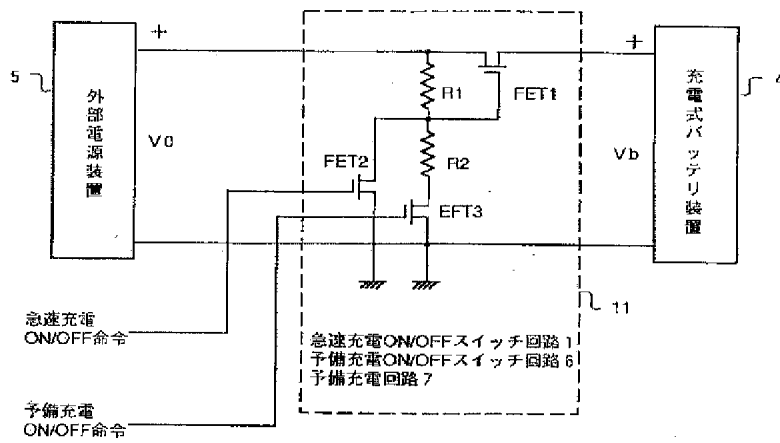 +
+
5
外部電源装置
V0
R1
FET1
充電式バッテリ装置
4
Vb
FET2
R2
EFT3
11
急速充電
ON/OFF命令
急速充電ON/OFFスイッチ回路1
予備充電ON/OFFスイッチ回路6
予備充電回路7
予備充電
ON/OFF命令